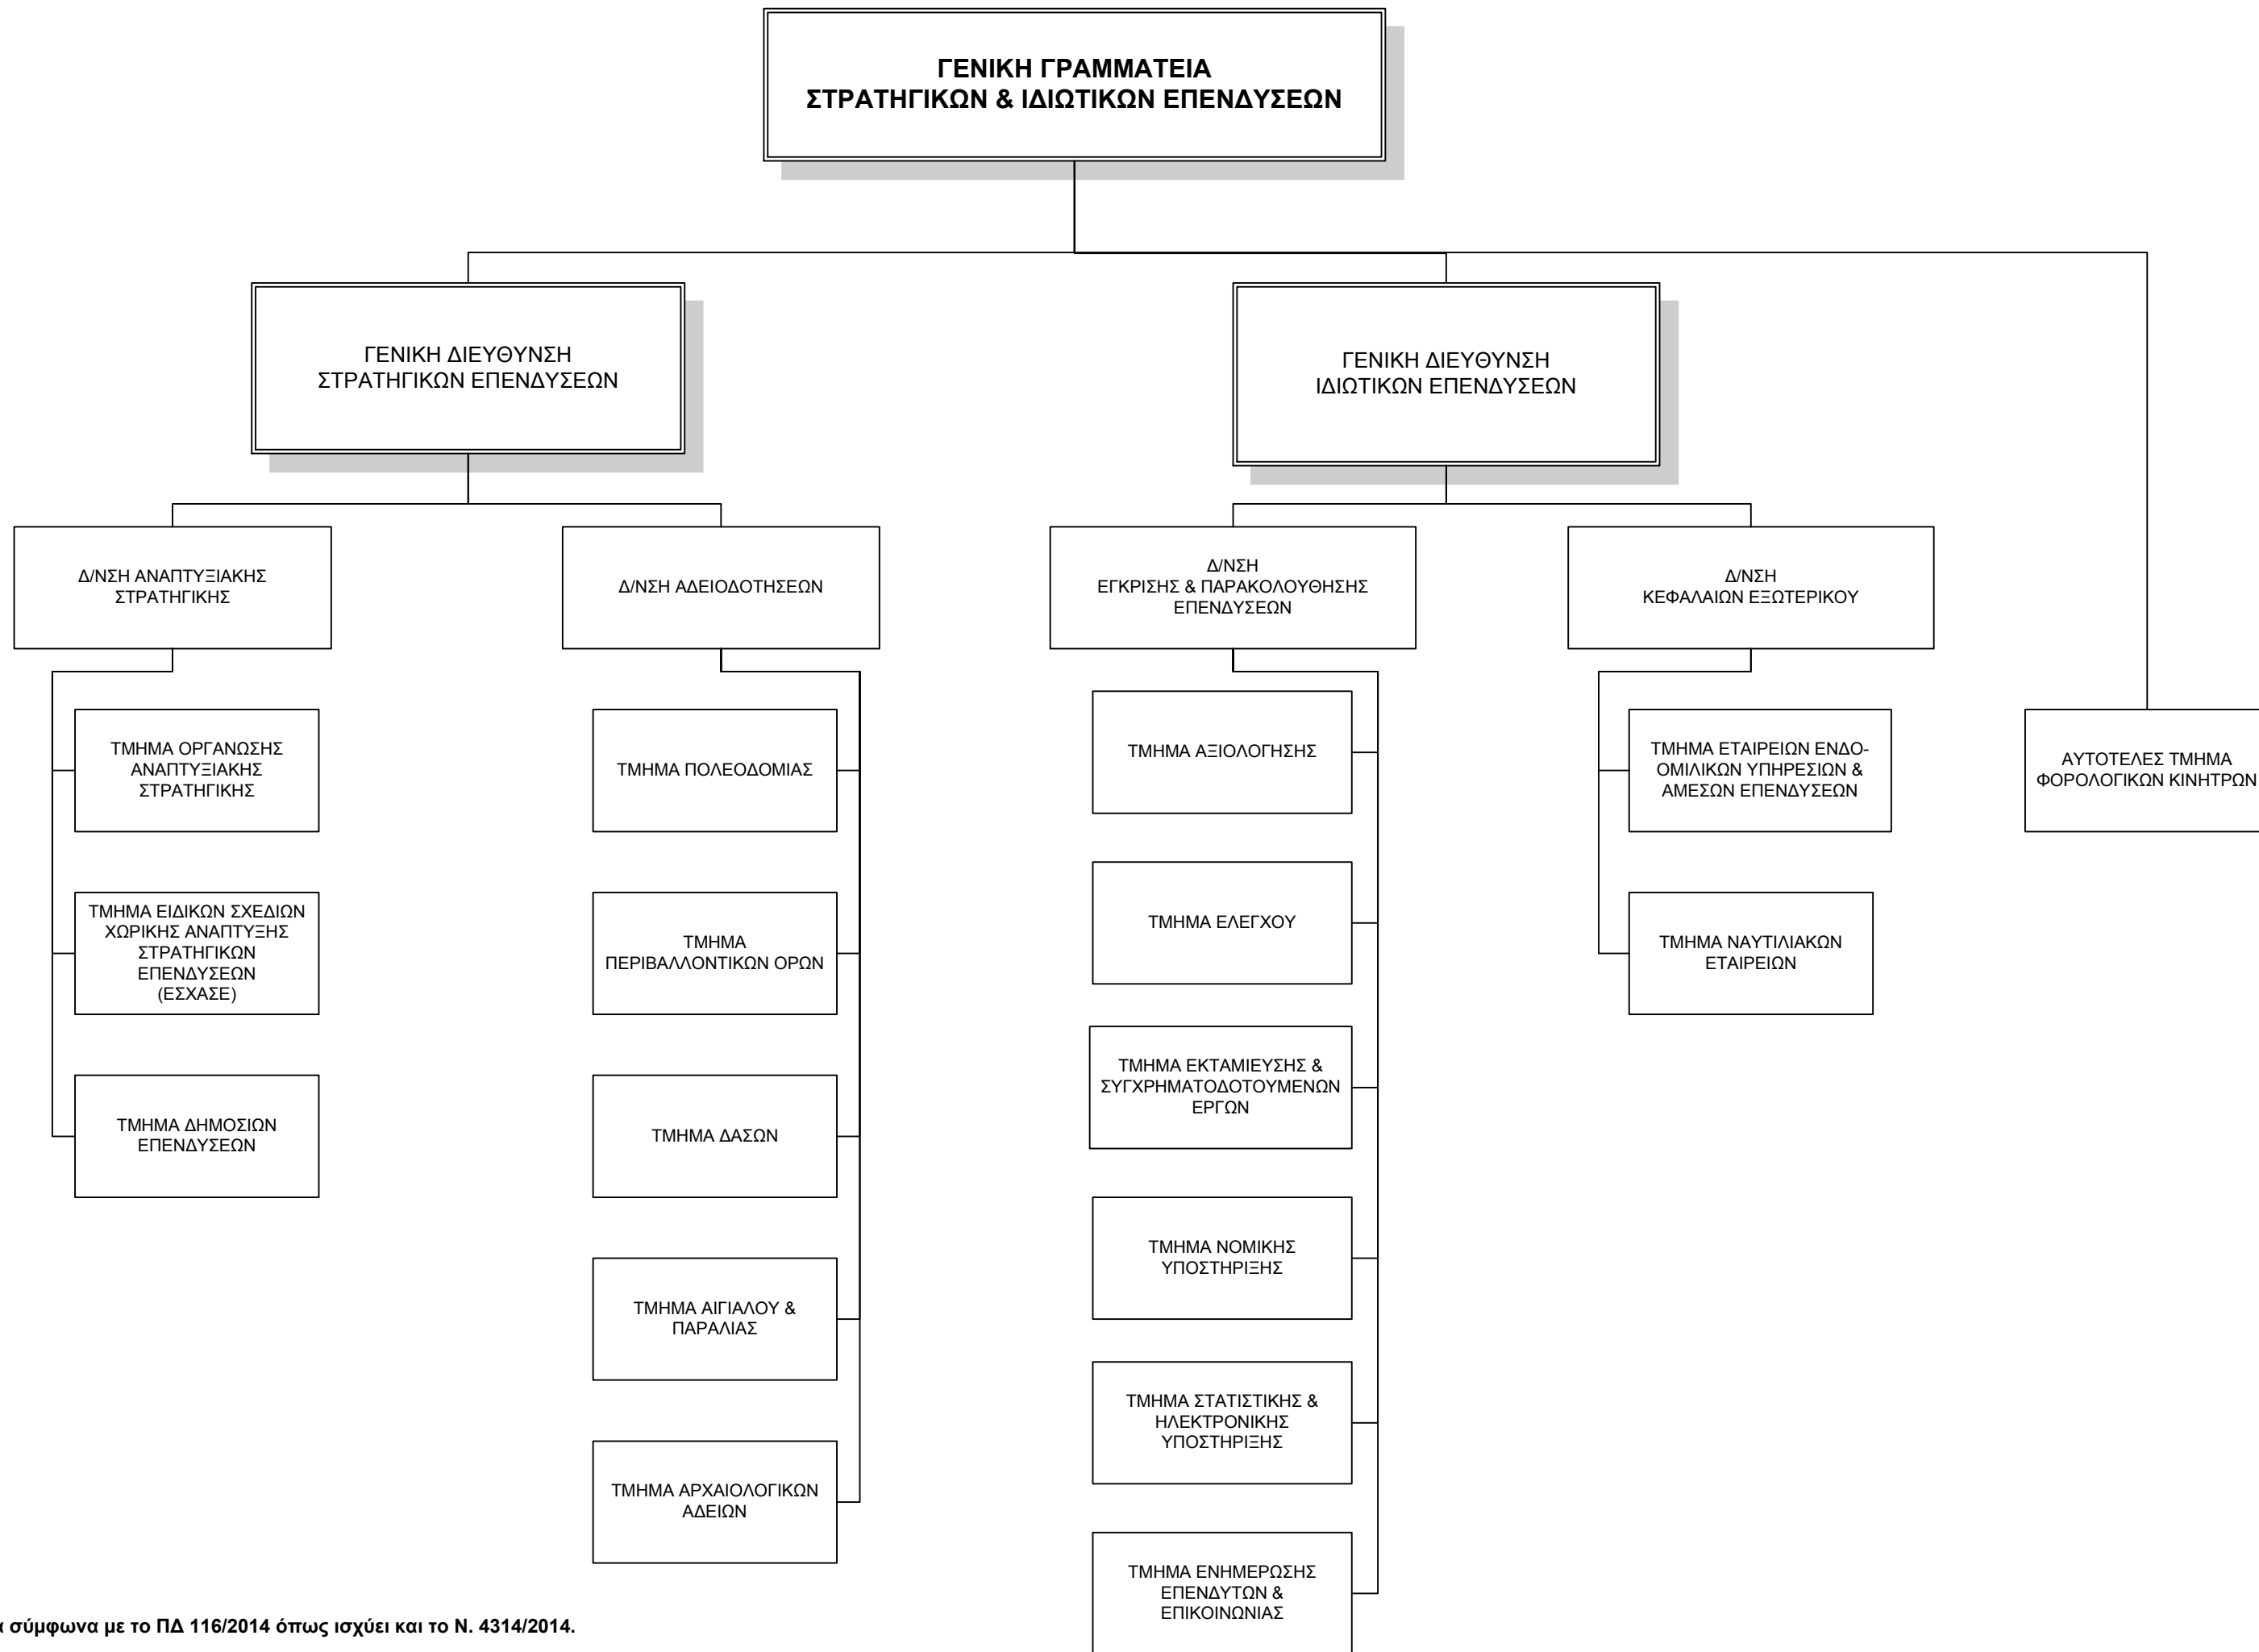 ΓΕΝΙΚΗ ΓΡΑΜΜΑΤΕΙΑ
ΣΤΡΑΤΗΓΙΚΩΝ & ΙΔΙΩΤΙΚΩΝ ΕΠΕΝΔΥΣΕΩΝ
ΓΕΝΙΚΗ ΔΙΕΥΘΥΝΣΗ
ΣΤΡΑΤΗΓΙΚΩΝ ΕΠΕΝΔΥΣΕΩΝ
ΓΕΝΙΚΗ ΔΙΕΥΘΥΝΣΗ
ΙΔΙΩΤΙΚΩΝ ΕΠΕΝΔΥΣΕΩΝ
Δ/ΝΣΗ ΑΝΑΠΤΥΞΙΑΚΗΣ
ΣΤΡΑΤΗΓΙΚΗΣ
Δ/ΝΣΗ ΑΔΕΙΟΔΟΤΗΣΕΩΝ
Δ/ΝΣΗ
ΕΓΚΡΙΣΗΣ & ΠΑΡΑΚΟΛΟΥΘΗΣΗΣ
ΕΠΕΝΔΥΣΕΩΝ
Δ/ΝΣΗ
ΚΕΦΑΛΑΙΩΝ ΕΞΩΤΕΡΙΚΟΥ
ΤΜΗΜΑ ΟΡΓΑΝΩΣΗΣ
ΑΝΑΠΤΥΞΙΑΚΗΣ
ΣΤΡΑΤΗΓΙΚΗΣ
ΤΜΗΜΑ ΕΙΔΙΚΩΝ ΣΧΕΔΙΩΝ
ΧΩΡΙΚΗΣ ΑΝΑΠΤΥΞΗΣ
ΣΤΡΑΤΗΓΙΚΩΝ
ΕΠΕΝΔΥΣΕΩΝ
(ΕΣΧΑΣΕ)
ΤΜΗΜΑ ΔΗΜΟΣΙΩΝ
ΕΠΕΝΔΥΣΕΩΝ
ΤΜΗΜΑ ΠΟΛΕΟΔΟΜΙΑΣ
ΤΜΗΜΑ
ΠΕΡΙΒΑΛΛΟΝΤΙΚΩΝ ΟΡΩΝ
ΤΜΗΜΑ ΔΑΣΩΝ
ΤΜΗΜΑ ΑΙΓΙΑΛΟΥ &
ΠΑΡΑΛΙΑΣ
ΤΜΗΜΑ ΑΡΧΑΙΟΛΟΓΙΚΩΝ
ΑΔΕΙΩΝ
ΤΜΗΜΑ ΑΞΙΟΛΟΓΗΣΗΣ
ΤΜΗΜΑ ΕΛΕΓΧΟΥ
ΤΜΗΜΑ ΕΚΤΑΜΙΕΥΣΗΣ &
ΣΥΓΧΡΗΜΑΤΟΔΟΤΟΥΜΕΝΩΝ
ΕΡΓΩΝ
ΤΜΗΜΑ ΝΟΜΙΚΗΣ
ΥΠΟΣΤΗΡΙΞΗΣ
ΤΜΗΜΑ ΣΤΑΤΙΣΤΙΚΗΣ &
ΗΛΕΚΤΡΟΝΙΚΗΣ
ΥΠΟΣΤΗΡΙΞΗΣ
ΤΜΗΜΑ ΕΝΗΜΕΡΩΣΗΣ
ΕΠΕΝΔΥΤΩΝ &
ΕΠΙΚΟΙΝΩΝΙΑΣ
ΤΜΗΜΑ ΕΤΑΙΡΕΙΩΝ ΕΝΔΟ-
ΟΜΙΛΙΚΩΝ ΥΠΗΡΕΣΙΩΝ &
ΑΜΕΣΩΝ ΕΠΕΝΔΥΣΕΩΝ
ΤΜΗΜΑ ΝΑΥΤΙΛΙΑΚΩΝ
ΕΤΑΙΡΕΙΩΝ
ΑΥΤΟΤΕΛΕΣ ΤΜΗΜΑ
ΦΟΡΟΛΟΓΙΚΩΝ ΚΙΝΗΤΡΩΝ
σύμφωνα με το ΠΔ 116/2014 όπως ισχύει και το Ν. 4314/2014.